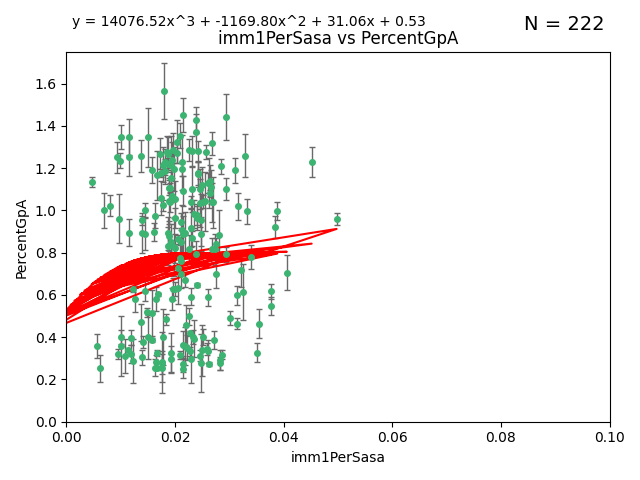 y = 14076.52x^3 + -1169.80x^2 + 31.06x + 0.53
N = 222
imm1PerSasa vs PercentGpA
PercentGpA
1.6
1.4
1.2
1.0
0.8
0.6
0.4
0.2
0.0
0.00 0.02 0.04 0.06 0.08 0.10
imm1PerSasa